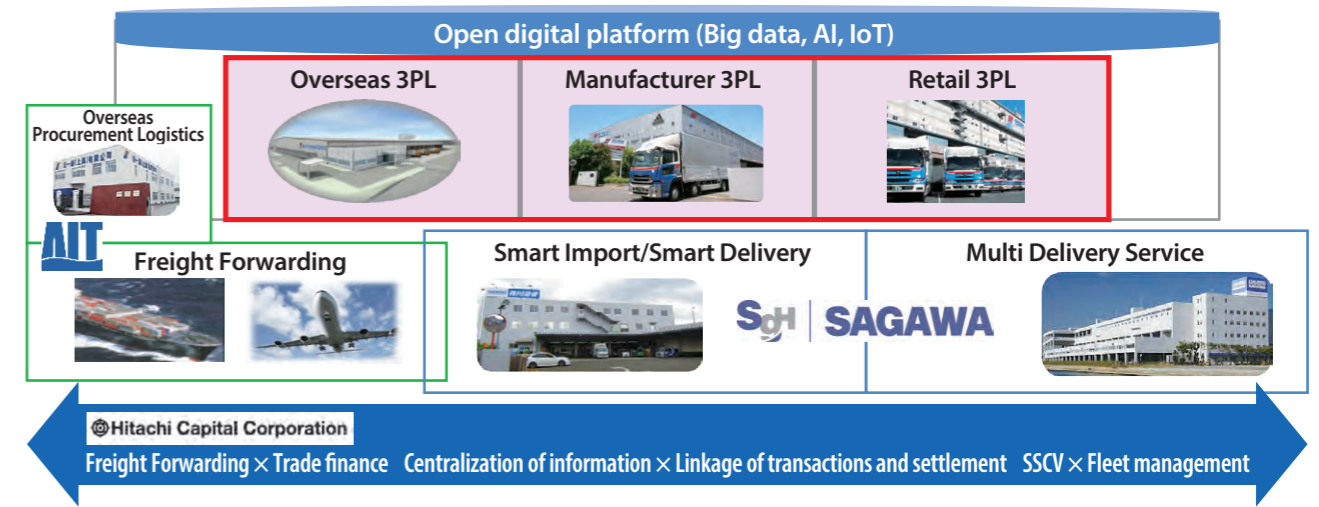 Open digital platform (Big data, AI, IoT)
Overseas 3PL
Manufacturer 3PL
Retail 3PL
Overseas
Procurement Logistics
AIT
Freight Forwarding
Smart Import/Smart Delivery
Multi Delivery Service
SgH SAGAWA
Hitachi Capital Corporation
Freight Forwarding × Trade finance Centralization of information × Linkage of transactions and settlement SSCV × Fleet management